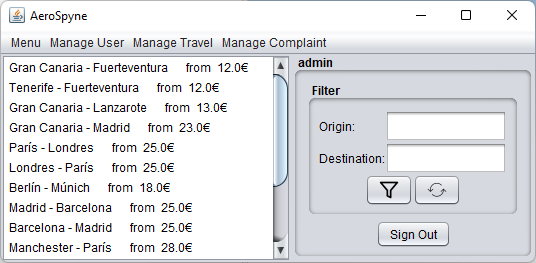 AeroSpyne
Menu Manage User Manage Travel Manage Complaint
Gran Canaria - Fuerteventura from 12.0€
Tenerife - Fuerteventura from 12.0€
Gran Canaria - Lanzarote from 13.0€
Gran Canaria - Madrid from 23.0€
París - Londres from 25.0€
Londres - París from 25.0€
Berlín - Múnich from 18.0€
Madrid - Barcelona from 25.0€
Barcelona - Madrid from 25.0€
Manchester - París from 28.0€
admin
Filter
Origin:
Destination:
Sign Out